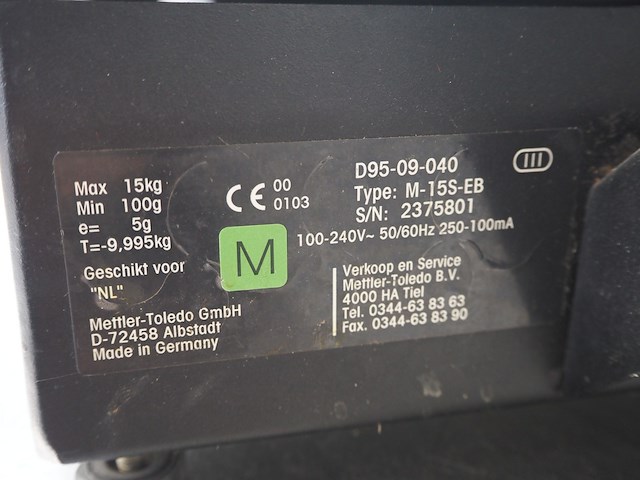 Max 15kg
Min 100g
e= 5g
T=-9,995kg
Geschikt voor
"NL"
Mettler-Toledo GmbH
D-72458 Albstadt
Made in Germany
CE 00
0103
M
D95-09-040
Type: M-15S-EB
S/N: 2375801
III
100-240V~ 50/60Hz 250-100mA
Verkoop en Service
Mettler-Toledo B.V.
4000 HA Tiel
Tel. 0344-63 83 63
Fax. 0344-63 83 90